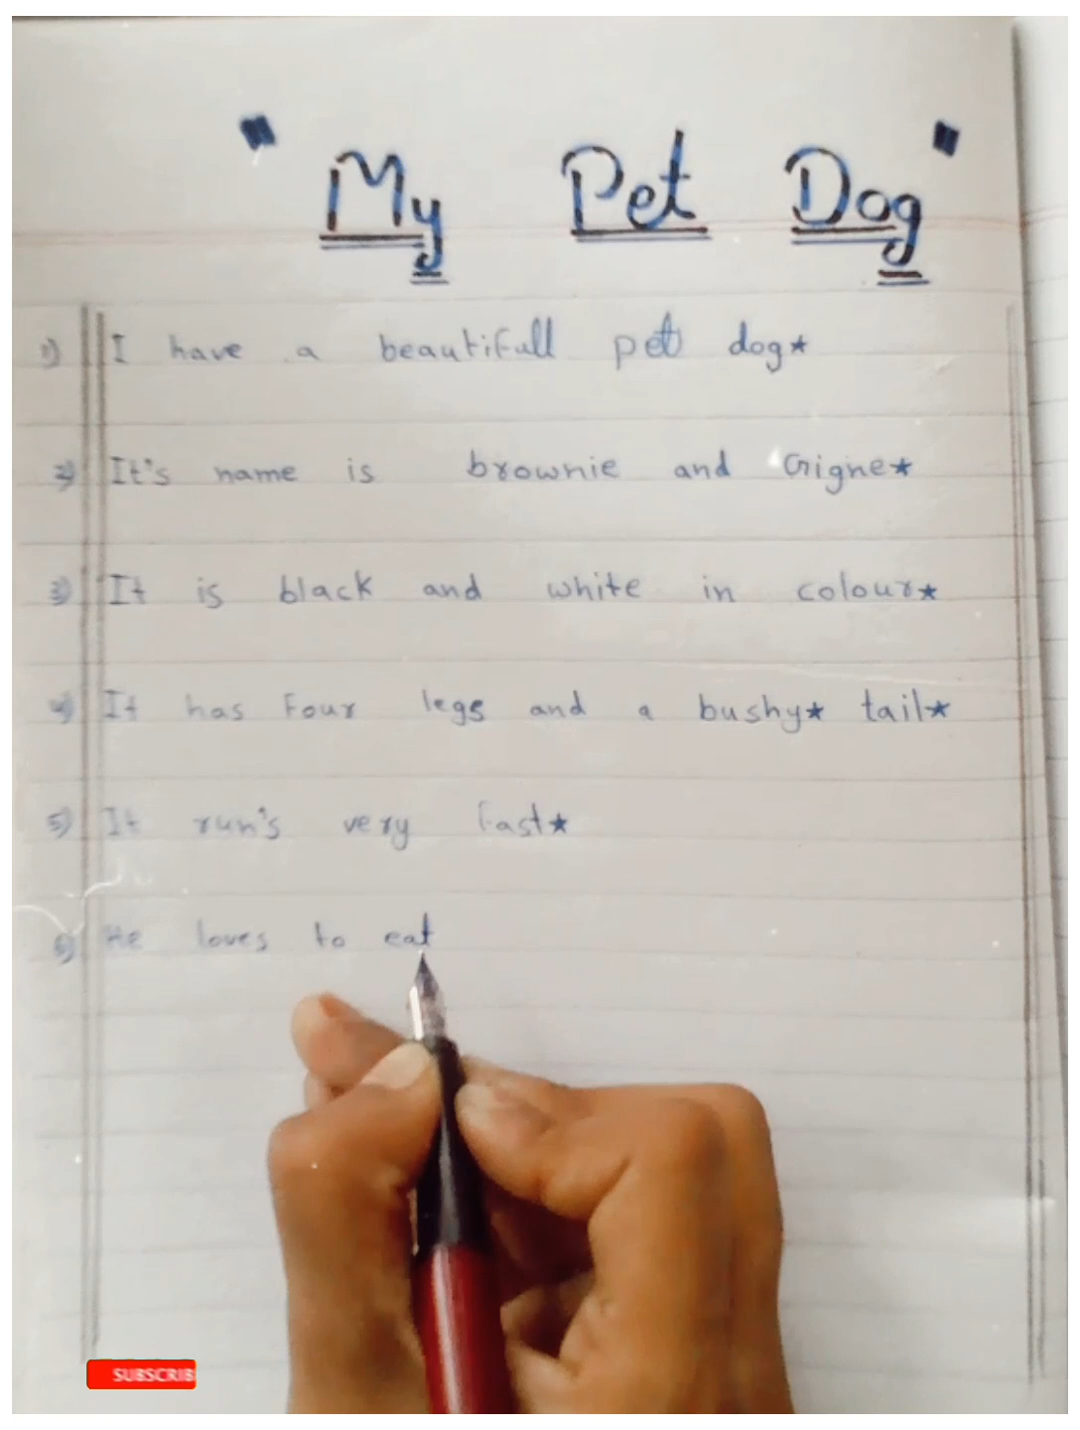 " My Pet Dog "
1) I have a beautifull pet dog★
2) It's name is brownie and Gigne★
3) It is black and white in colour★
4) It has Four legs and a bushy★ tail★
5) It run's very fast★
6) He loves to eat
SUBSCRIB